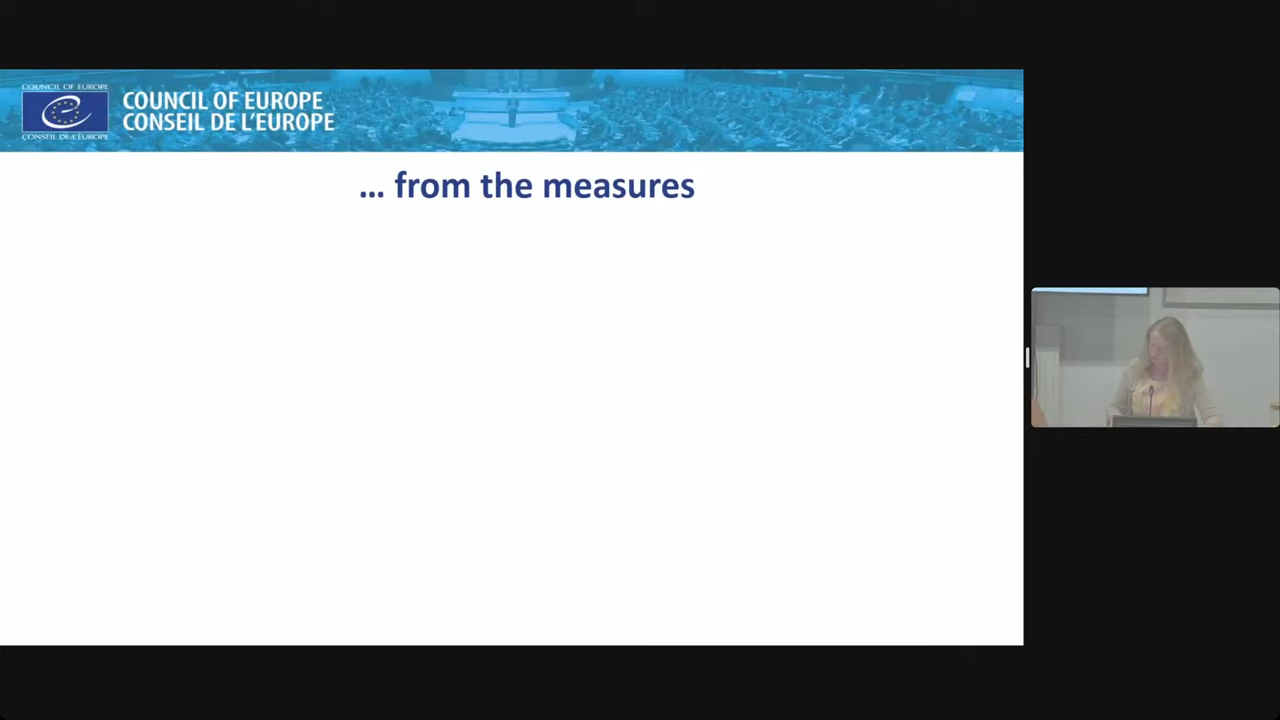 COUNCIL OF EUROPE
COUNCIL OF EUROPE
CONSEIL DE L'EUROPE
CONSEIL DE L'EUROPE
... from the measures